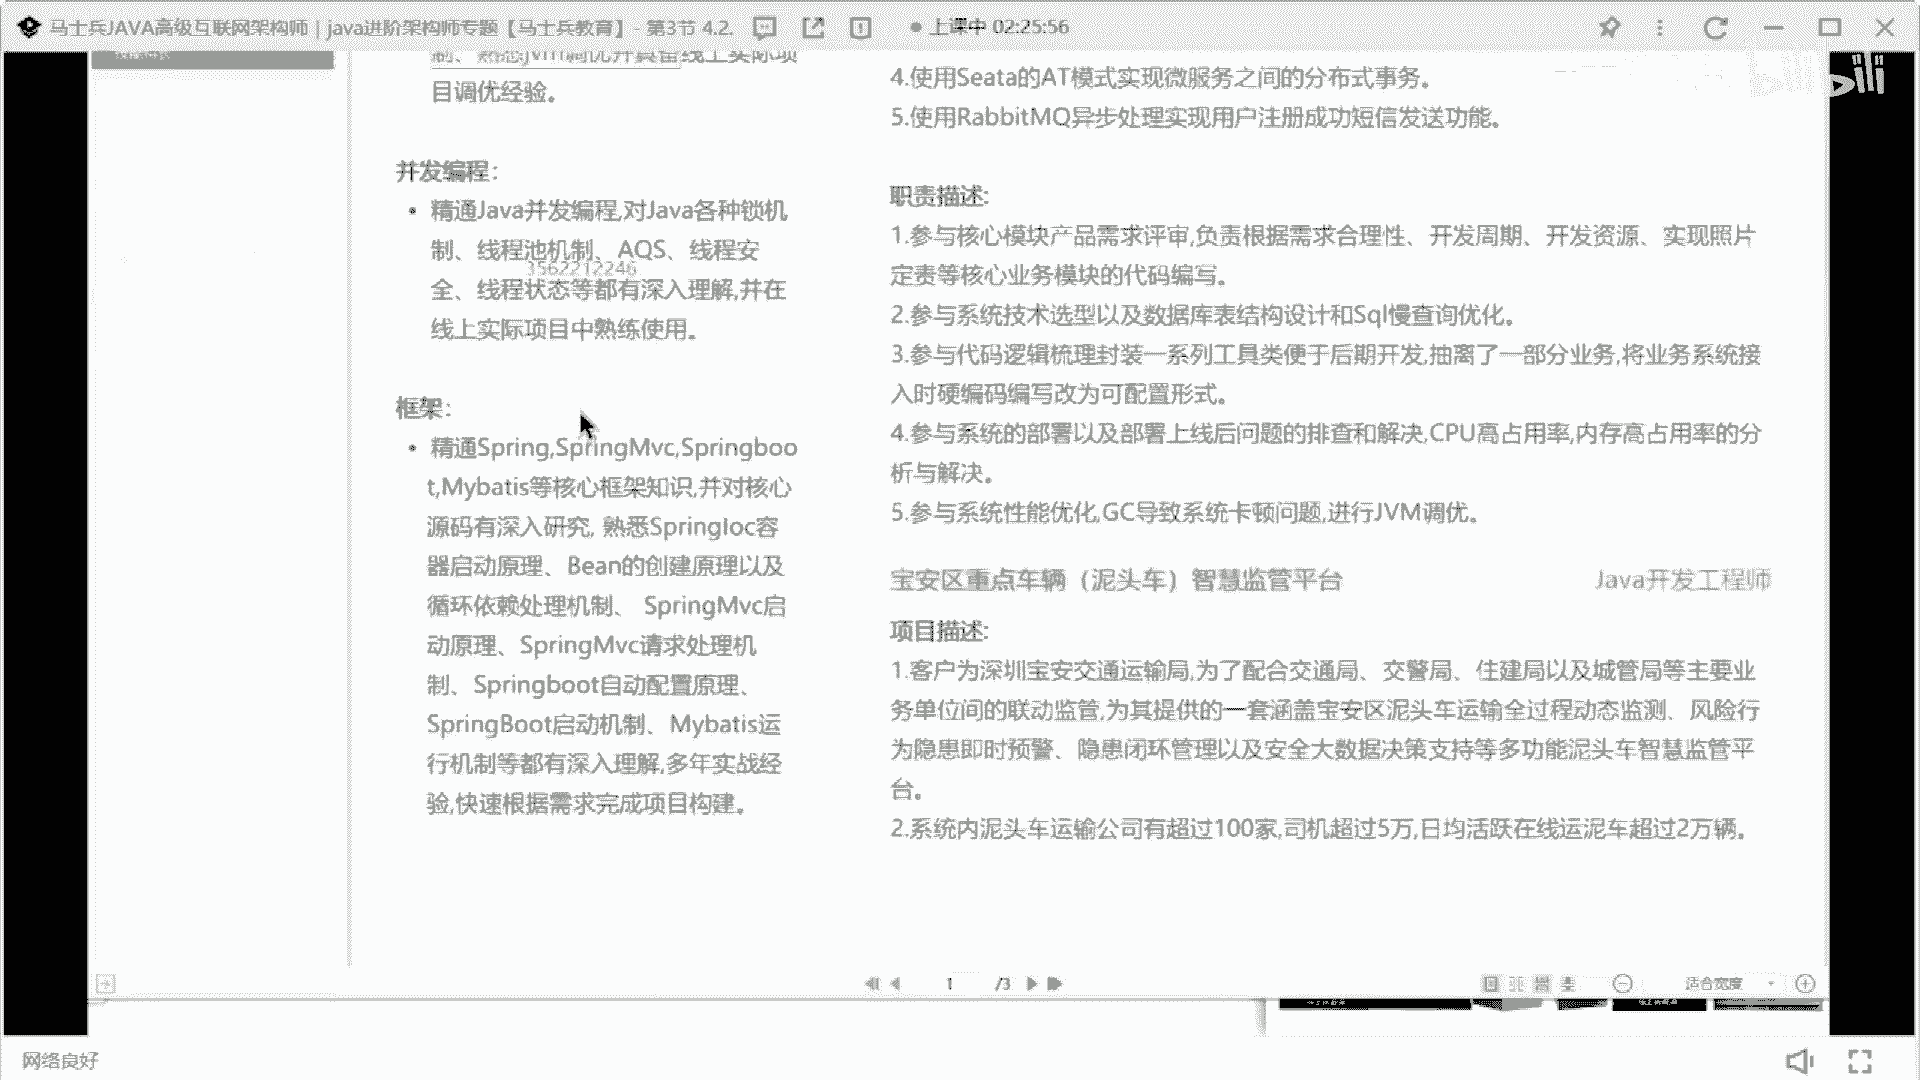 马士兵JAVA高级互联网架构师｜java进阶架构师专题【马士兵教育】- 第3节 4.2.
上课中 02:25:56
制、熟悉jvm调优并具备线上实际项
目调优经验。
并发编程：
• 精通Java并发编程,对Java各种锁机
制、线程池机制、AQS、线程安
3562212246
全、线程状态等都有深入理解,并在
线上实际项目中熟练使用。
框架：
• 精通Spring,SpringMvc,Springboo
t,Mybatis等核心框架知识,并对核心
源码有深入研究, 熟悉SpringIoc容
器启动原理、Bean的创建原理以及
循环依赖处理机制、 SpringMvc启
动原理、SpringMvc请求处理机
制、Springboot自动配置原理、
SpringBoot启动机制、Mybatis运
行机制等都有深入理解,多年实战经
验,快速根据需求完成项目构建。
4.使用Seata的AT模式实现微服务之间的分布式事务。
5.使用RabbitMQ异步处理实现用户注册成功短信发送功能。
职责描述:
1.参与核心模块产品需求评审,负责根据需求合理性、开发周期、开发资源、实现照片
定责等核心业务模块的代码编写。
2.参与系统技术选型以及数据库表结构设计和Sql慢查询优化。
3.参与代码逻辑梳理封装一系列工具类便于后期开发,抽离了一部分业务,将业务系统接
入时硬编码编写改为可配置形式。
4.参与系统的部署以及部署上线后问题的排查和解决,CPU高占用率,内存高占用率的分
析与解决。
5.参与系统性能优化,GC导致系统卡顿问题,进行JVM调优。
宝安区重点车辆（泥头车）智慧监管平台 Java开发工程师
项目描述:
1.客户为深圳宝安交通运输局,为了配合交通局、交警局、住建局以及城管局等主要业
务单位间的联动监管,为其提供的一套涵盖宝安区泥头车运输全过程动态监测、风险行
为隐患即时预警、隐患闭环管理以及安全大数据决策支持等多功能泥头车智慧监管平
台。
2.系统内泥头车运输公司有超过100家,司机超过5万,日均活跃在线运泥车超过2万辆。
1 /3
适合宽度
网络良好